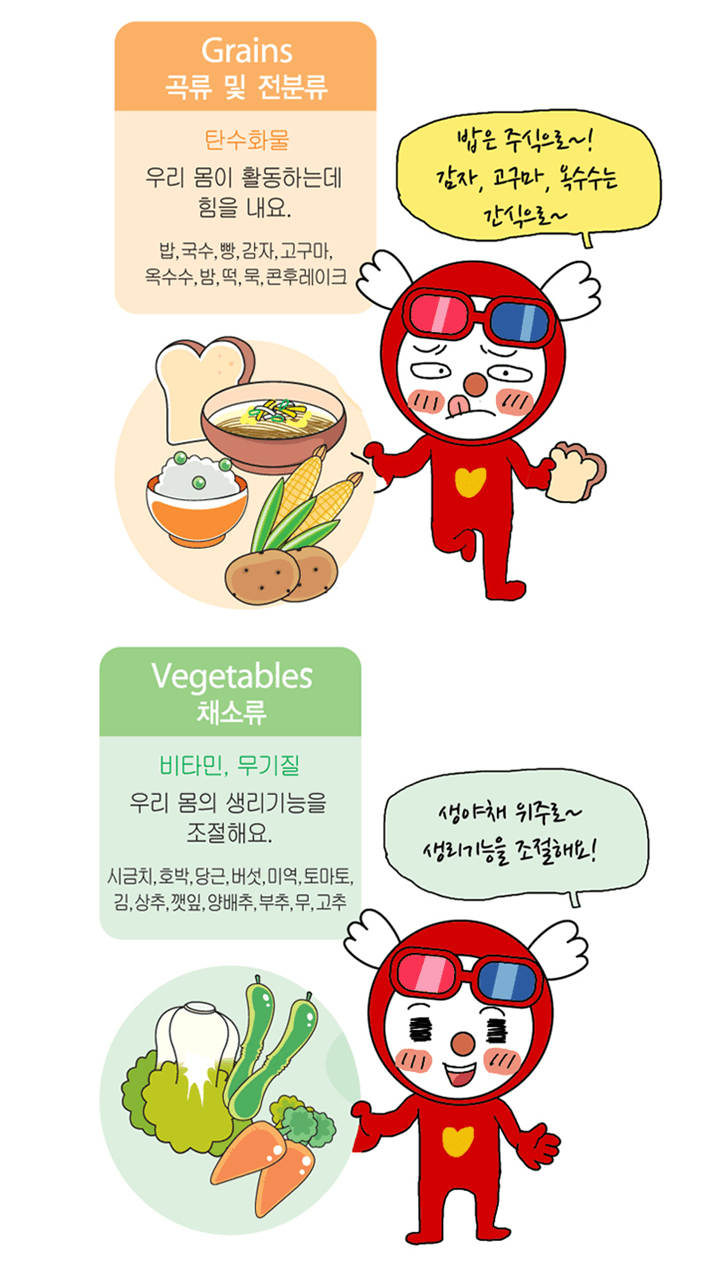 Grains
곡류 및 전분류
탄수화물
우리 몸이 활동하는데
힘을 내요.
밥,국수,빵,감자,고구마,
옥수수,밤,떡,묵,콘후레이크
밥은 주식으로~!
감자, 고구마, 옥수수는
간식으로~
Vegetables
채소류
비타민, 무기질
우리 몸의 생리기능을
조절해요.
시금치,호박,당근,버섯,미역,토마토,
김,상추,깻잎,양배추,부추,무,고추
생야채 위주로~
생리기능을 조절해요!